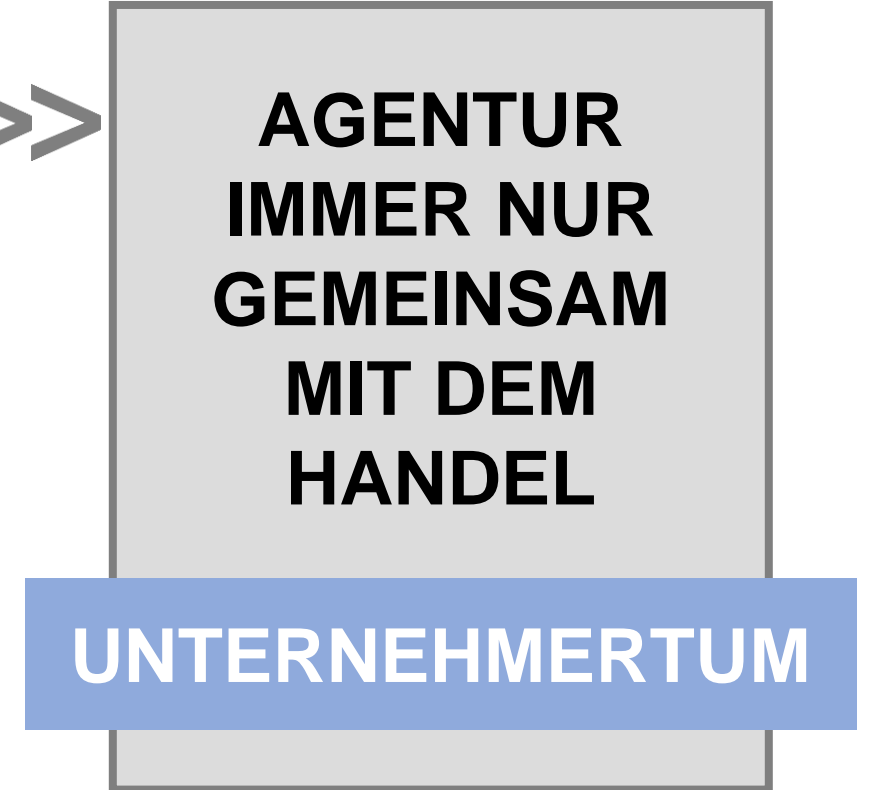 >>
AGENTUR
IMMER NUR
GEMEINSAM
MIT DEM
HANDEL
UNTERNEHMERTUM